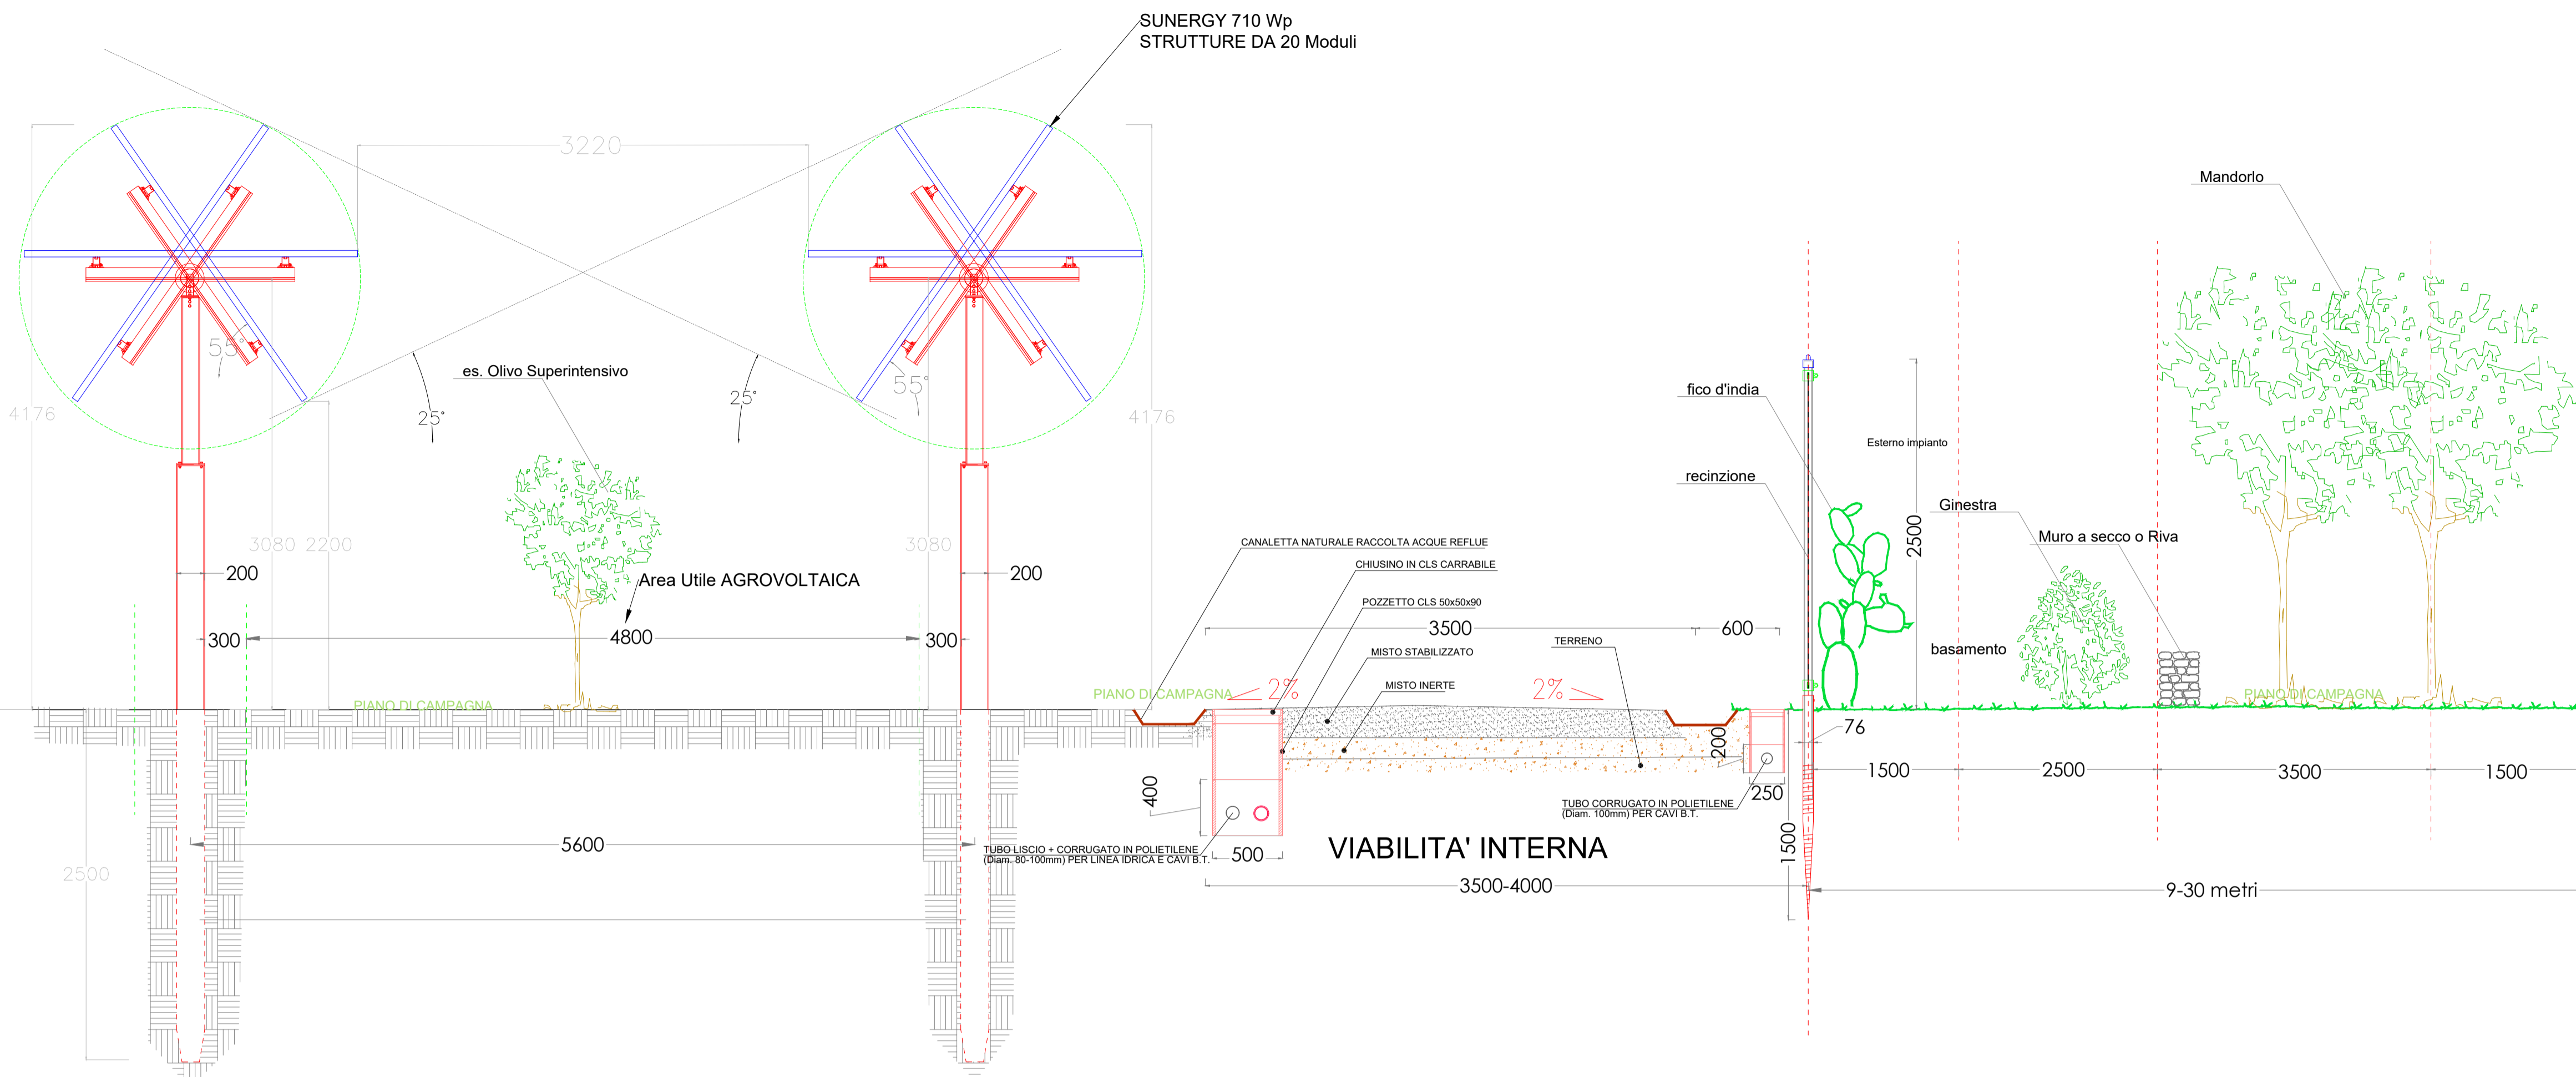 SUNERGY 710 Wp
STRUTTURE DA 20 Moduli
3220
Mandorlo
55°
55°
es. Olivo Superintensivo
25°
25°
4176
4176
fico d'india
Esterno impianto
recinzione
Ginestra
Muro a secco o Riva
2500
3080 2200
3080
200
200
Area Utile AGROVOLTAICA
300
4800
300
CANALETTA NATURALE RACCOLTA ACQUE REFLUE
CHIUSINO IN CLS CARRABILE
POZZETTO CLS 50x50x90
3500
600
TERRENO
MISTO STABILIZZATO
MISTO INERTE
basamento
PIANO DI CAMPAGNA
PIANO DI CAMPAGNA
2%
2%
PIANO DI CAMPAGNA
76
200
400
250
1500
2500
3500
1500
TUBO CORRUGATO IN POLIETILENE
(Diam. 100mm) PER CAVI B.T.
1500
5600
TUBO LISCIO + CORRUGATO IN POLIETILENE
(Diam. 80-100mm) PER LINEA IDRICA E CAVI B.T.
500
VIABILITA' INTERNA
2500
3500-4000
9-30 metri